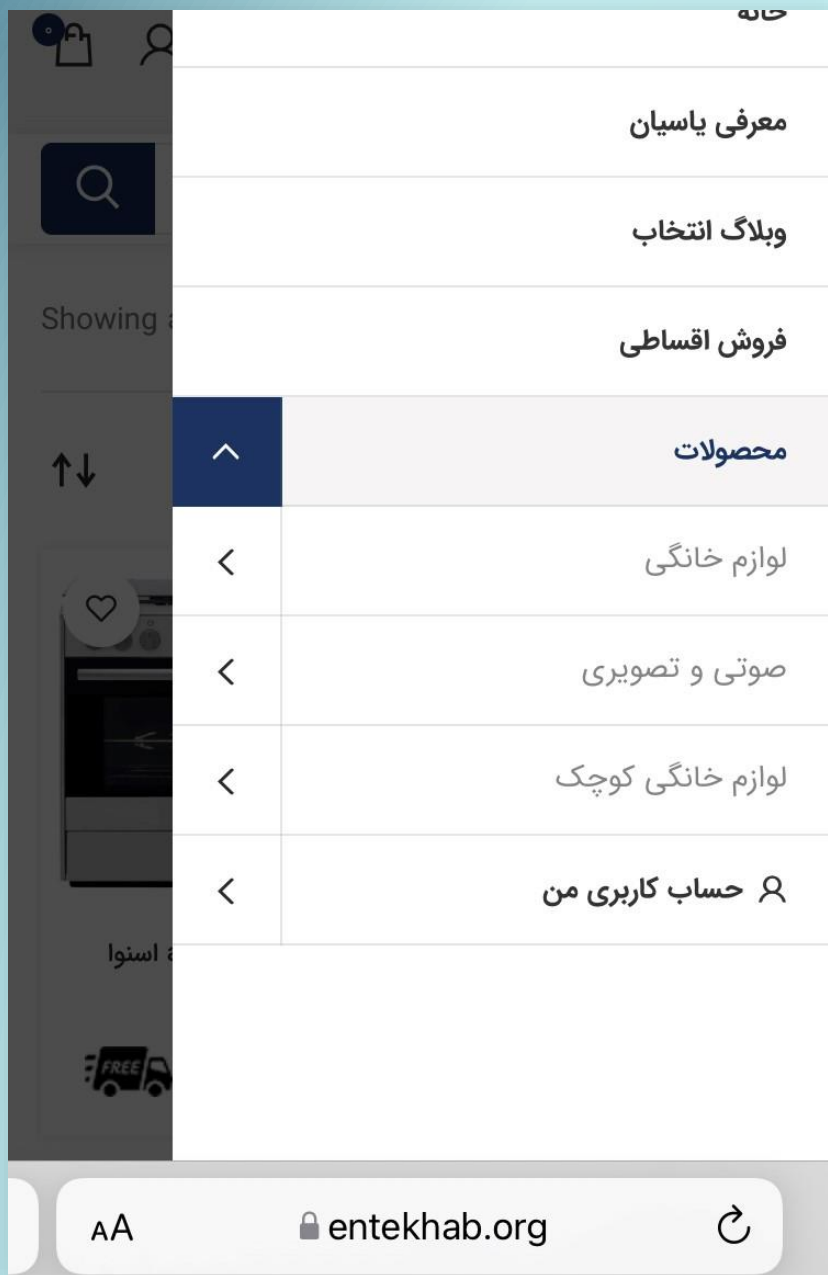 خانه
معرفی یاسیان
وبلاگ انتخاب
فروش اقساطی
محصولات
لوازم خانگی
صوتی و تصویری
لوازم خانگی کوچک
حساب کاربری من
Showing
اسنوا
FREE
AA entekhab.org